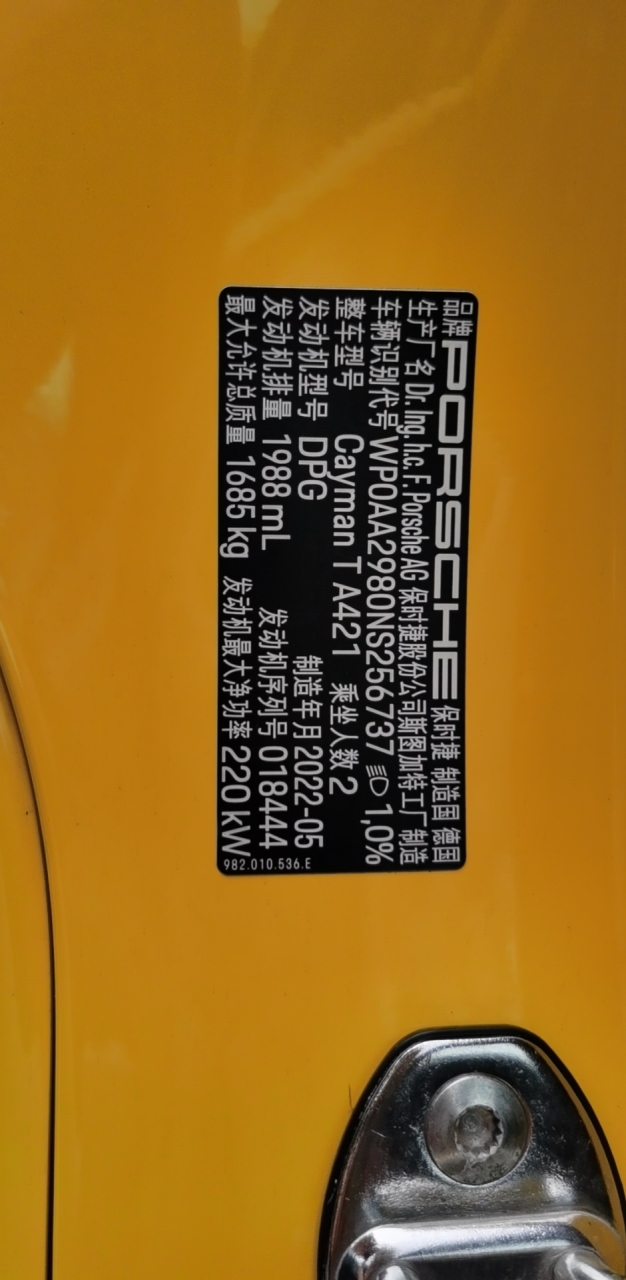 品牌 PORSCHE 保时捷 制造国 德国
生产厂名 Dr. Ing. h.c. F. Porsche AG 保时捷股份公司斯图加特工厂 制造
车辆识别代号 WP0AA2980NS256737 1,0%
整车型号 Cayman T A421 乘坐人数 2
发动机型号 DPG 制造年月 2022-05
发动机排量 1988 mL 发动机序列号 018444
最大允许总质量 1685 kg 发动机最大净功率 220 kW
982.010.536.E